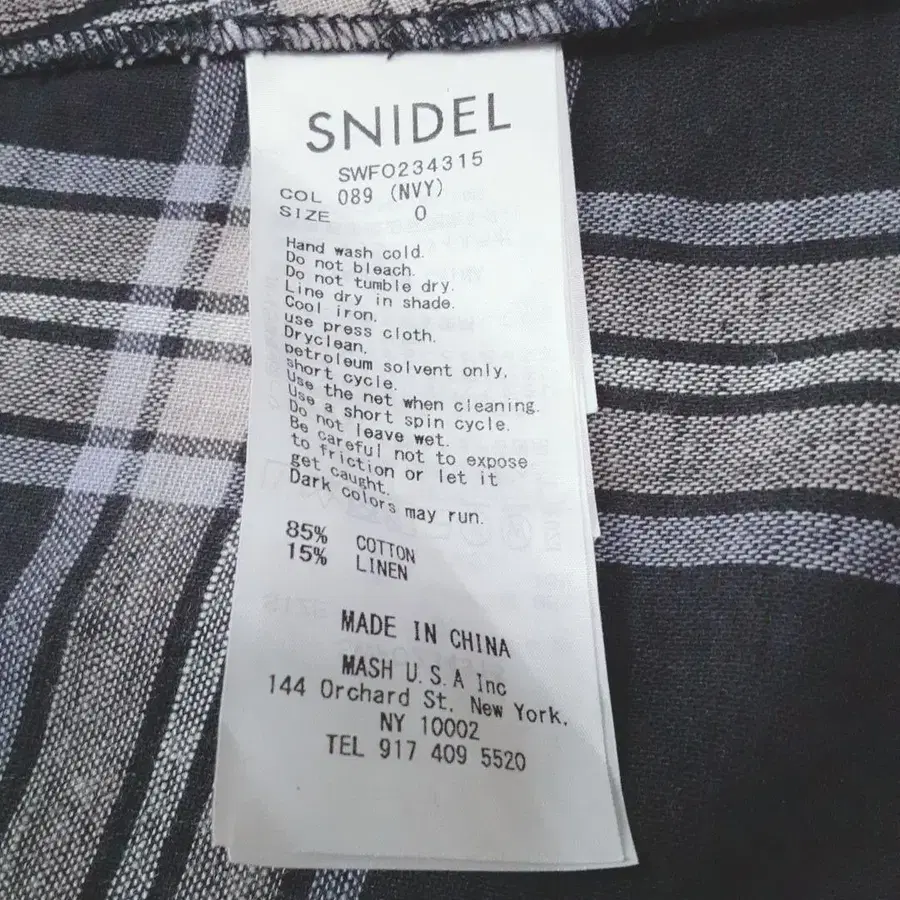 SNIDEL
SWFO234315
COL 089 (NVY)
SIZE 0
Hand wash cold.
Do not bleach.
Do not tumble dry.
Line dry in shade.
Cool iron.
use press cloth.
Dryclean.
petroleum solvent only,
short cycle.
Use the net when cleaning.
Use a short spin cycle.
Do not leave wet.
Be careful not to expose
to friction or let it
get caught.
Dark colors may run.
85% COTTON
15% LINEN
MADE IN CHINA
MASH U.S.A Inc
144 Orchard St. New York.
NY 10002
TEL 917 409 5520